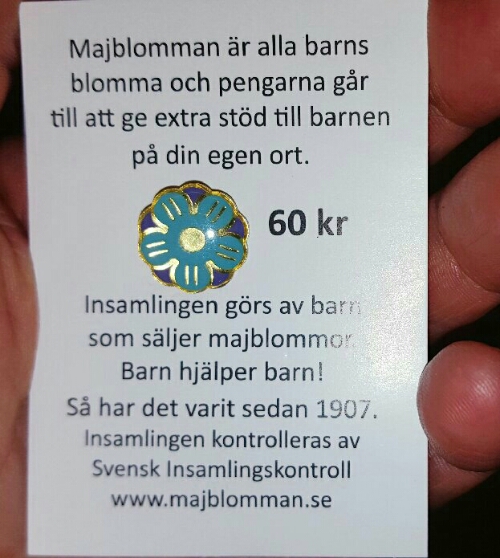 Majblomman är alla barns
blomma och pengarna går
till att ge extra stöd till barnen
på din egen ort.
60 kr
Insamlingen görs av barn
som säljer majblommor.
Barn hjälper barn!
Så har det varit sedan 1907.
Insamlingen kontrolleras av
Svensk Insamlingskontroll
www.majblomman.se